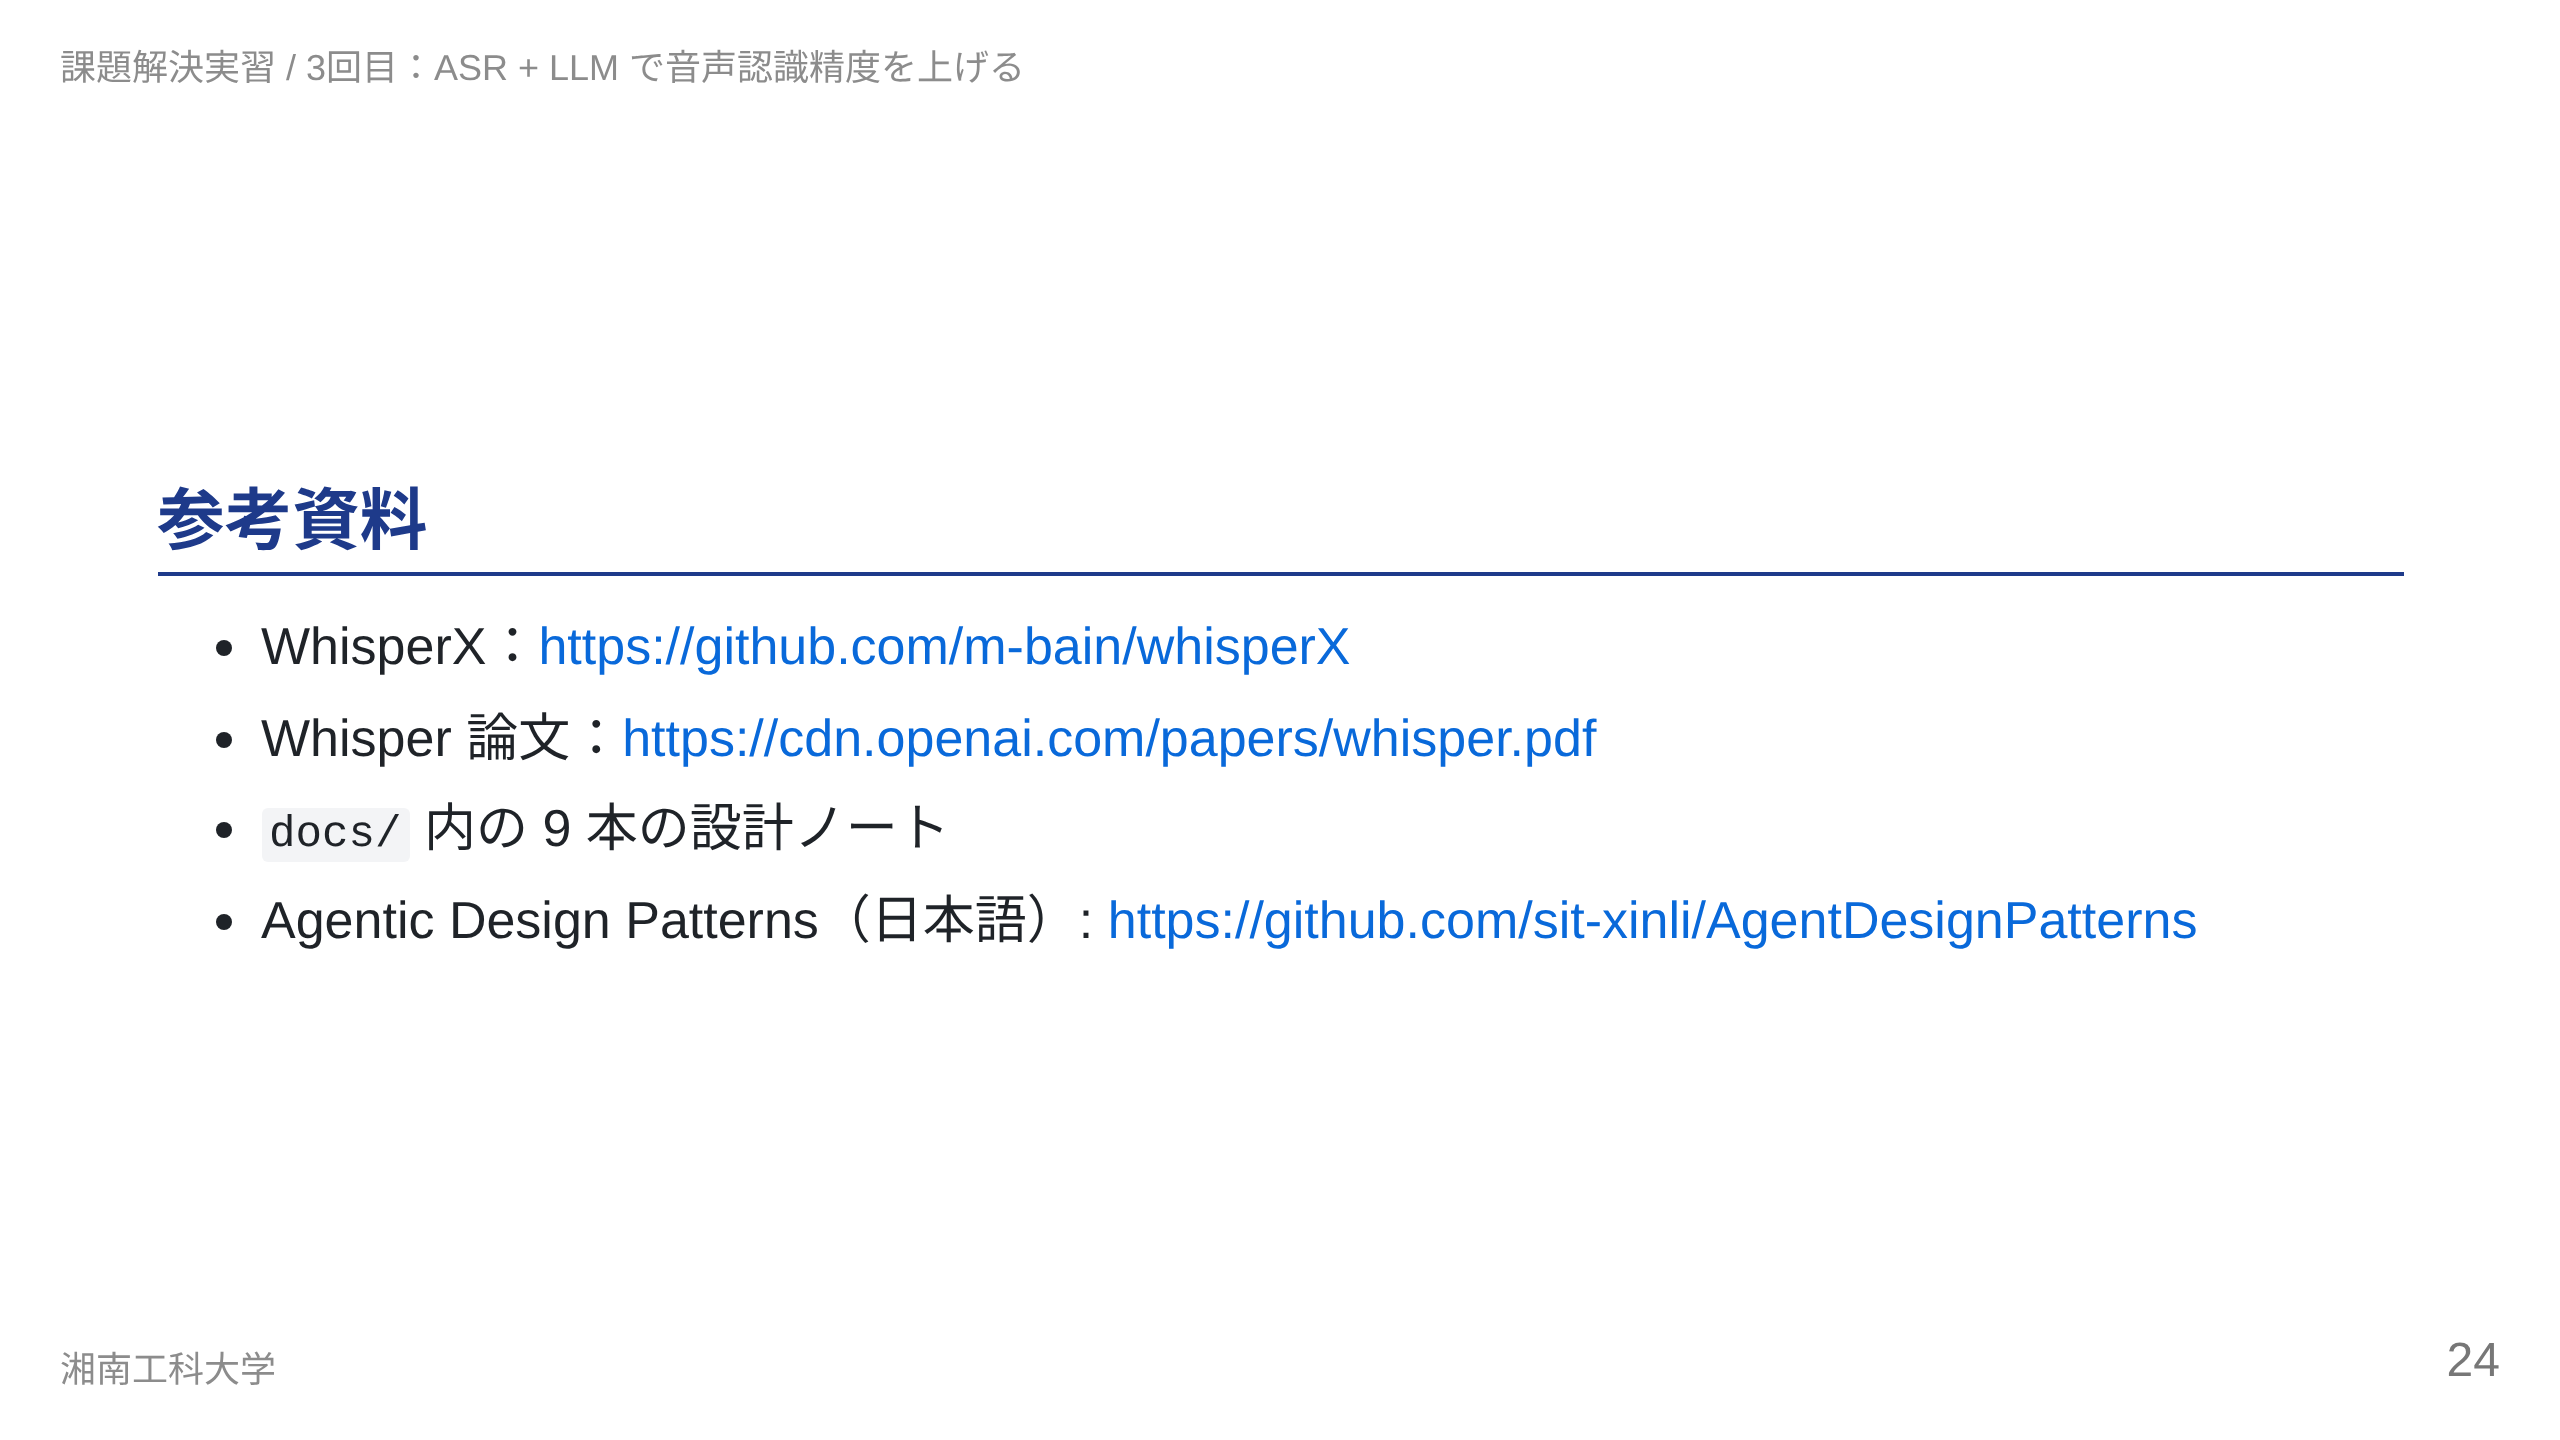 課題解決実習 / 3回目：ASR + LLM で音声認識精度を上げる
参考資料
• WhisperX：https://github.com/m-bain/whisperX
• Whisper 論文：https://cdn.openai.com/papers/whisper.pdf
• docs/ 内の 9 本の設計ノート
• Agentic Design Patterns（日本語）: https://github.com/sit-xinli/AgentDesignPatterns
湘南工科大学
24